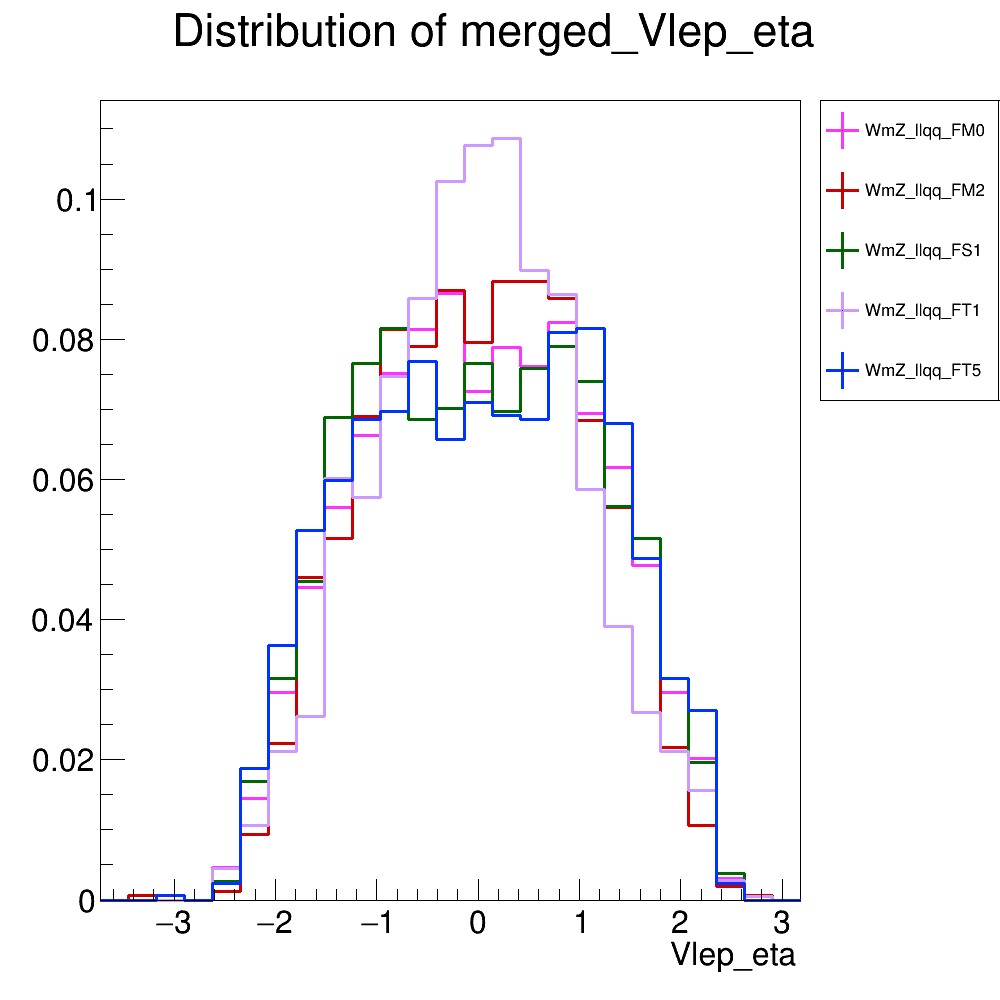 Distribution of merged_Vlep_eta
WmZ_llqq_FM0
WmZ_llqq_FM2
WmZ_llqq_FS1
WmZ_llqq_FT1
WmZ_llqq_FT5
0.1
0.08
0.06
0.04
0.02
0
−3 −2 −1 0 1 2 3
Vlep_eta